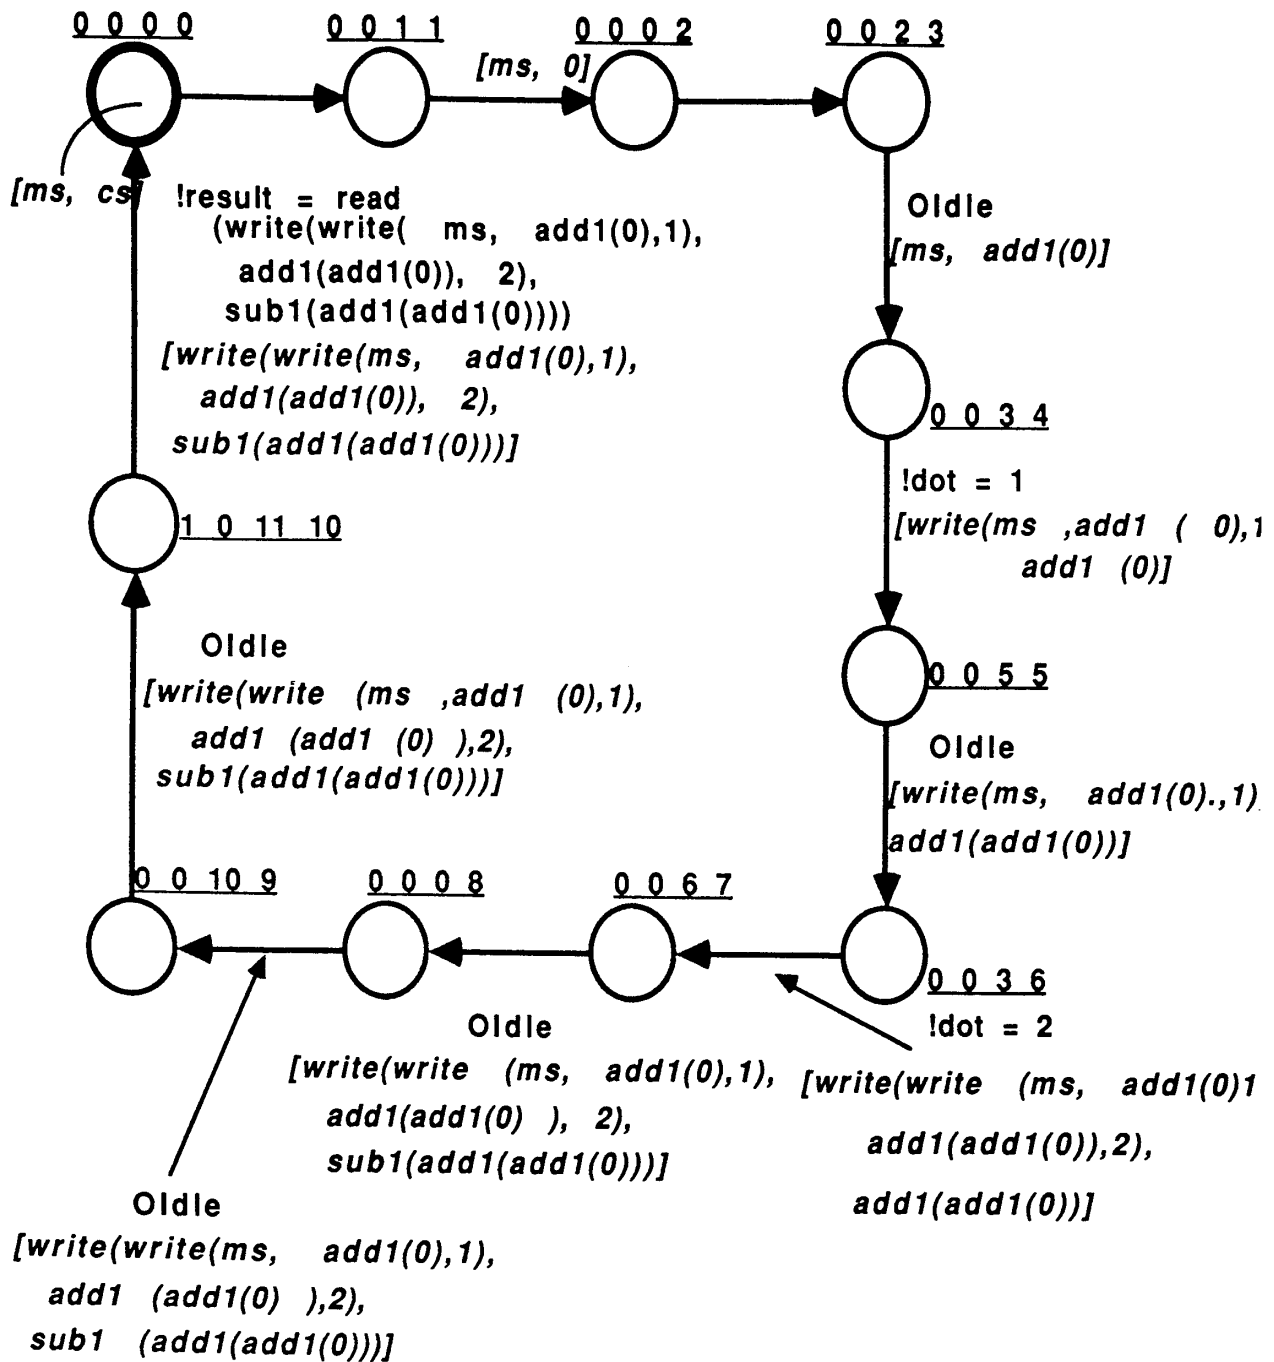 0 0 0 0
0 0 1 1
0 0 0 2
0 0 2 3
[ms, 0]
[ms, cs]
!result = read
(write(write( ms, add1(0),1),
add1(add1(0)), 2),
sub1(add1(add1(0))))
[write(write(ms, add1(0),1),
add1(add1(0)), 2),
sub1(add1(add1(0)))]
OIdle
[ms, add1(0)]
0 0 3 4
!dot = 1
[write(ms ,add1 ( 0),1
add1 (0)]
1 0 11 10
OIdle
[write(write (ms ,add1 (0),1),
add1 (add1 (0) ),2),
sub1(add1(add1(0)))]
0 0 5 5
OIdle
[write(ms, add1(0).,1)
add1(add1(0))]
0 0 10 9
0 0 0 8
0 0 6 7
0 0 3 6
!dot = 2
[write(write (ms, add1(0)1
add1(add1(0)),2),
add1(add1(0))]
OIdle
[write(write (ms, add1(0),1),
add1(add1(0) ), 2),
sub1(add1(add1(0)))]
OIdle
[write(write(ms, add1(0),1),
add1 (add1(0) ),2),
sub1 (add1(add1(0)))]